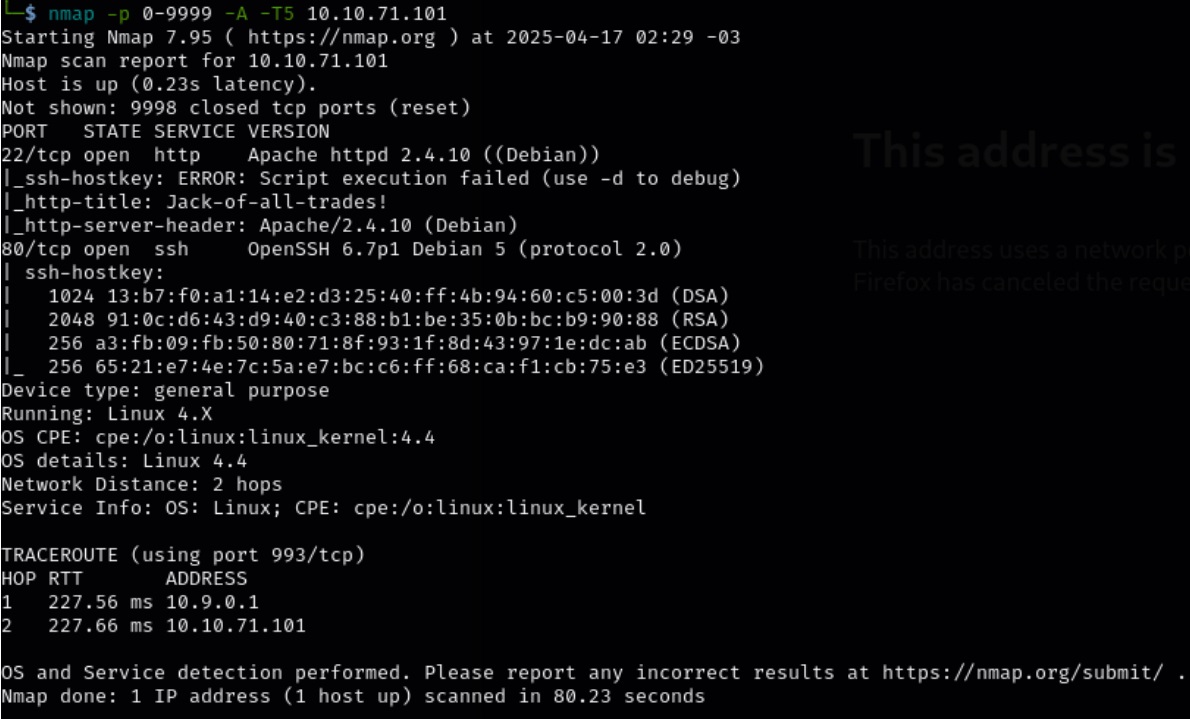 └─$ nmap -p 0-9999 -A -T5 10.10.71.101
Starting Nmap 7.95 ( https://nmap.org ) at 2025-04-17 02:29 -03
Nmap scan report for 10.10.71.101
Host is up (0.23s latency).
Not shown: 9998 closed tcp ports (reset)
PORT   STATE SERVICE VERSION
22/tcp open  http    Apache httpd 2.4.10 ((Debian))
|_ssh-hostkey: ERROR: Script execution failed (use -d to debug)
|_http-title: Jack-of-all-trades!
|_http-server-header: Apache/2.4.10 (Debian)
80/tcp open  ssh     OpenSSH 6.7p1 Debian 5 (protocol 2.0)
| ssh-hostkey:
|   1024 13:b7:f0:a1:14:e2:d3:25:40:ff:4b:94:60:c5:00:3d (DSA)
|   2048 91:0c:d6:43:d9:40:c3:88:b1:be:35:0b:bc:b9:90:88 (RSA)
|   256 a3:fb:09:fb:50:80:71:8f:93:1f:8d:43:97:1e:dc:ab (ECDSA)
|_  256 65:21:e7:4e:7c:5a:e7:bc:c6:ff:68:ca:f1:cb:75:e3 (ED25519)
Device type: general purpose
Running: Linux 4.X
OS CPE: cpe:/o:linux:linux_kernel:4.4
OS details: Linux 4.4
Network Distance: 2 hops
Service Info: OS: Linux; CPE: cpe:/o:linux:linux_kernel

TRACEROUTE (using port 993/tcp)
HOP RTT       ADDRESS
1   227.56 ms 10.9.0.1
2   227.66 ms 10.10.71.101

OS and Service detection performed. Please report any incorrect results at https://nmap.org/submit/ .
Nmap done: 1 IP address (1 host up) scanned in 80.23 seconds
This address is
This address uses a network
Firefox has canceled the